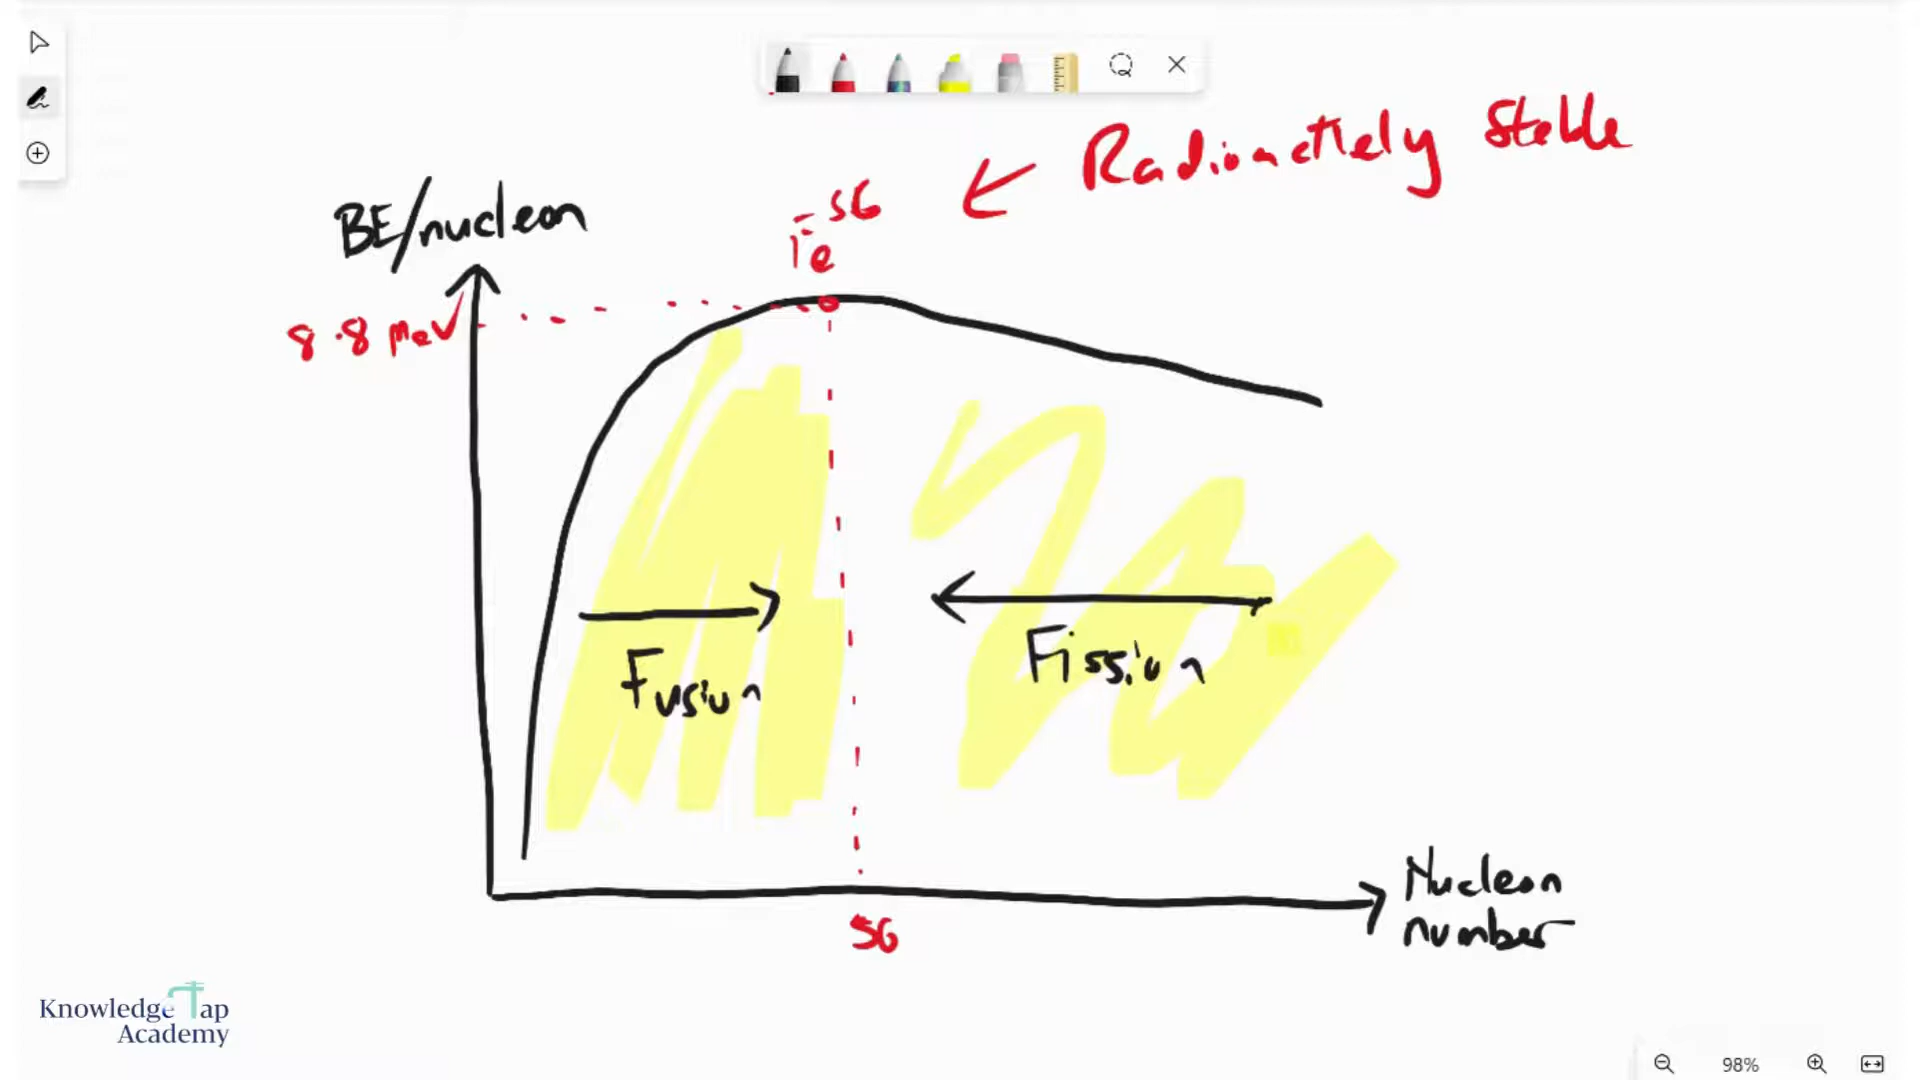 Radioactively Stable
56
Fe
BE/nucleon
8.8 MeV
Fusion
Fission
Nucleon
number
56
Knowledge Tap
Academy
98%